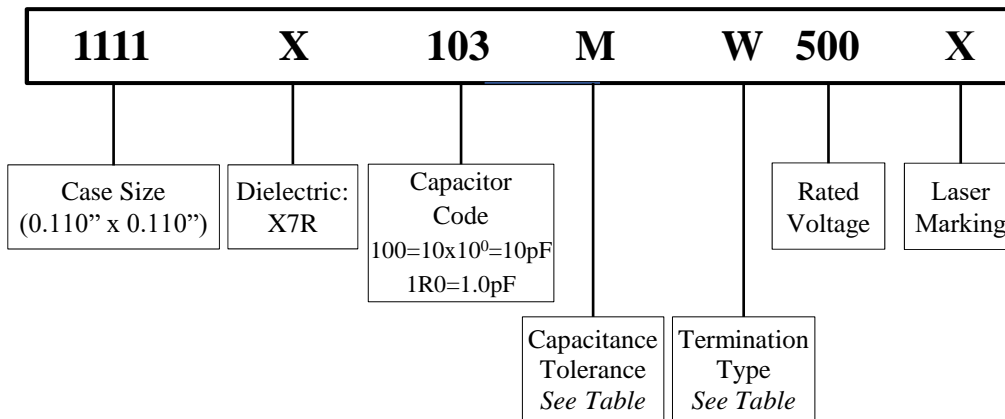 1111 X 103 M W 500 X
Case Size
(0.110” x 0.110”)
Dielectric:
X7R
Capacitor
Code
100=10x10⁰=10pF
1R0=1.0pF
Capacitance
Tolerance
See Table
Termination
Type
See Table
Rated
Voltage
Laser
Marking